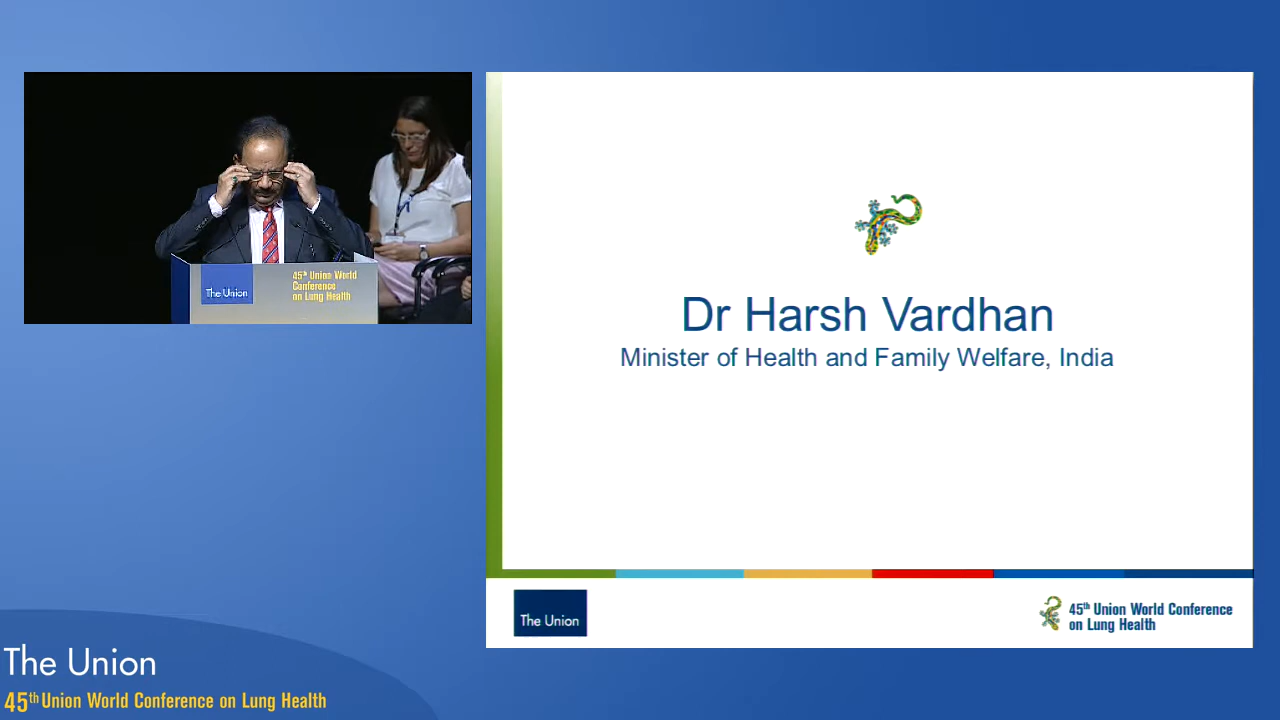 The Union
45th Union World
Conference
on Lung Health
Dr Harsh Vardhan
Minister of Health and Family Welfare, India
The Union
45th Union World Conference
on Lung Health
The Union
45th Union World Conference on Lung Health